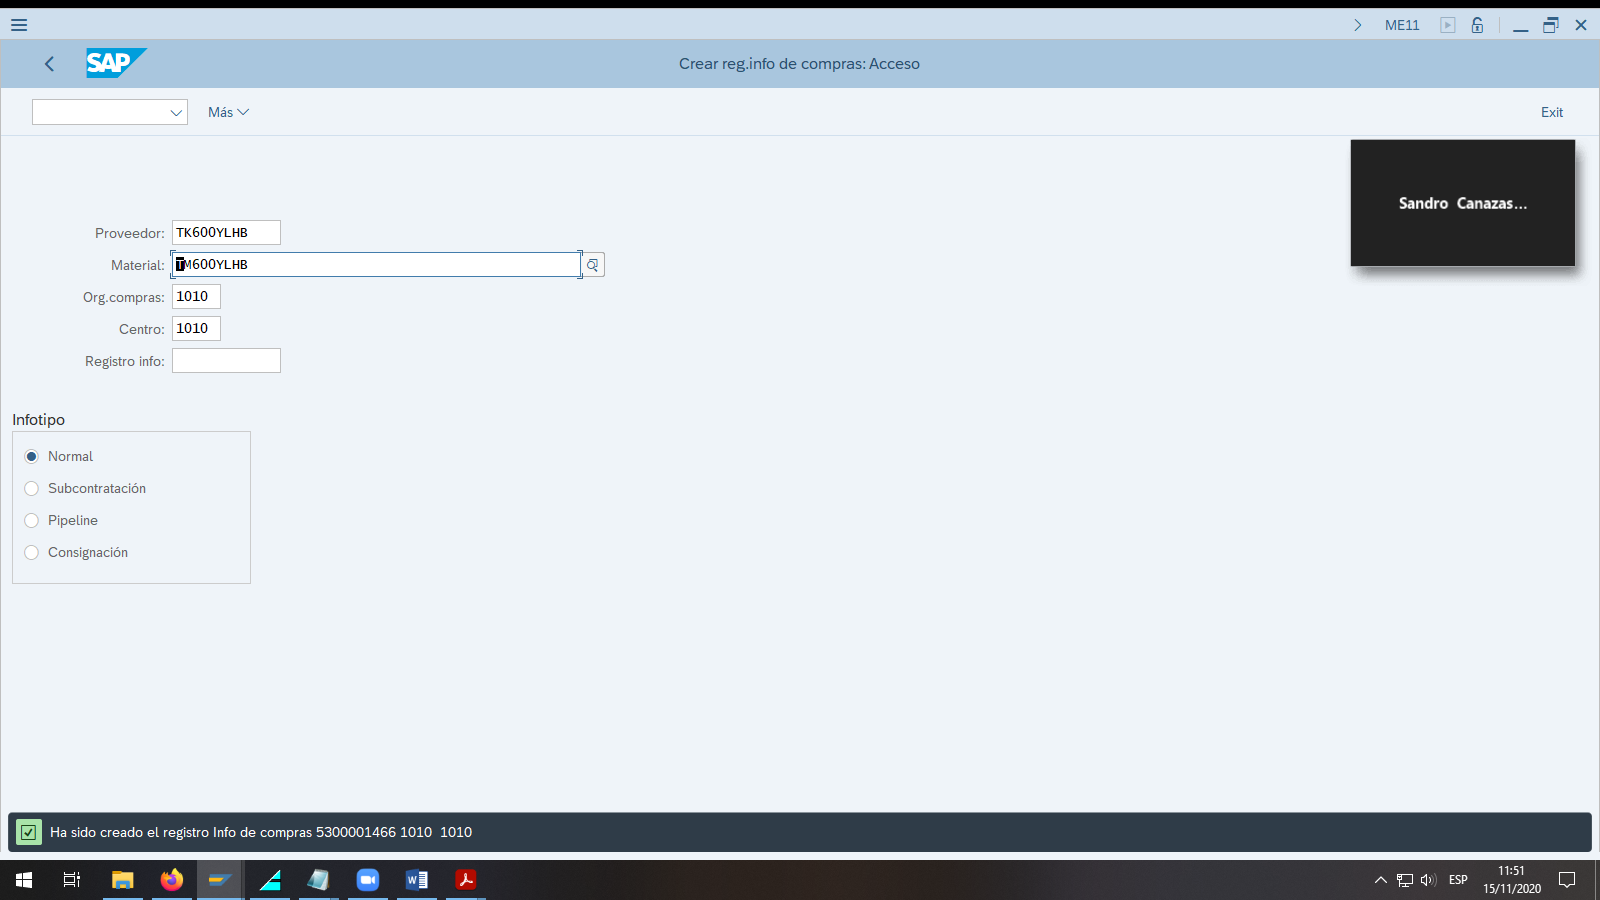 ME11
SAP
Crear reg.info de compras: Acceso
Más
Exit
Sandro Canazas...
Proveedor: TK600YLHB
Material: TM600YLHB
Org.compras: 1010
Centro: 1010
Registro info:
Infotipo
Normal
Subcontratación
Pipeline
Consignación
Ha sido creado el registro Info de compras 5300001466 1010 1010
ESP
11:51
15/11/2020